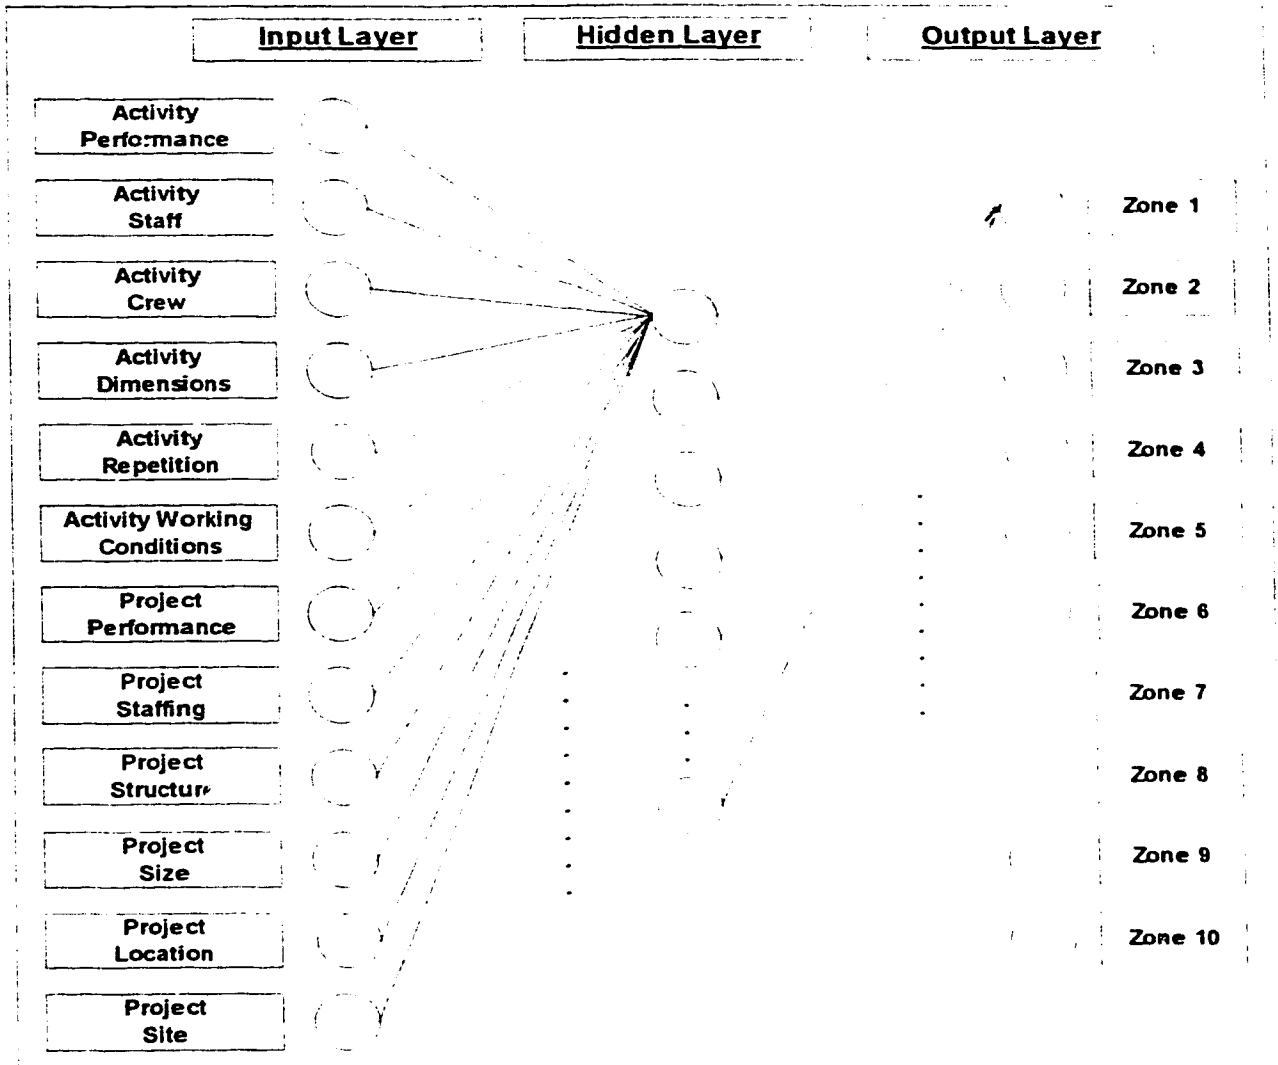 Input Layer
Hidden Layer
Output Layer
Activity
Performance
Activity
Staff
Activity
Crew
Activity
Dimensions
Activity
Repetition
Activity Working
Conditions
Project
Performance
Project
Staffing
Project
Structure
Project
Size
Project
Location
Project
Site
Zone 1
Zone 2
Zone 3
Zone 4
Zone 5
Zone 6
Zone 7
Zone 8
Zone 9
Zone 10